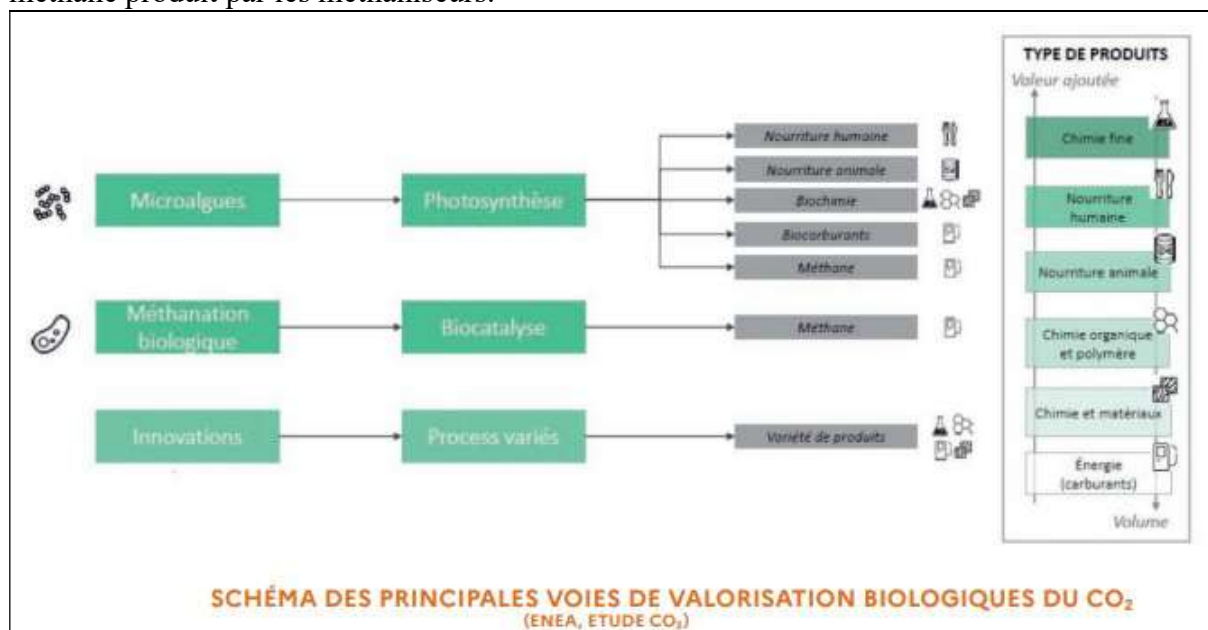 méthane produit par les méthaniseurs.
TYPE DE PRODUITS
Valeur ajoutée
Nourriture humaine
Nourriture animale
Microalgues
Photosynthèse
Biochimie
Biocarburants
Méthane
Méthanation
biologique
Biocatalyse
Méthane
Innovations
Process variés
Variété de produits
Chimie fine
Nourriture
humaine
Nourriture animale
Chimie organique
et polymère
Chimie et matériaux
Énergie
(carburants)
Volume
SCHÉMA DES PRINCIPALES VOIES DE VALORISATION BIOLOGIQUES DU CO₂
(ENEA, ETUDE CO₂)